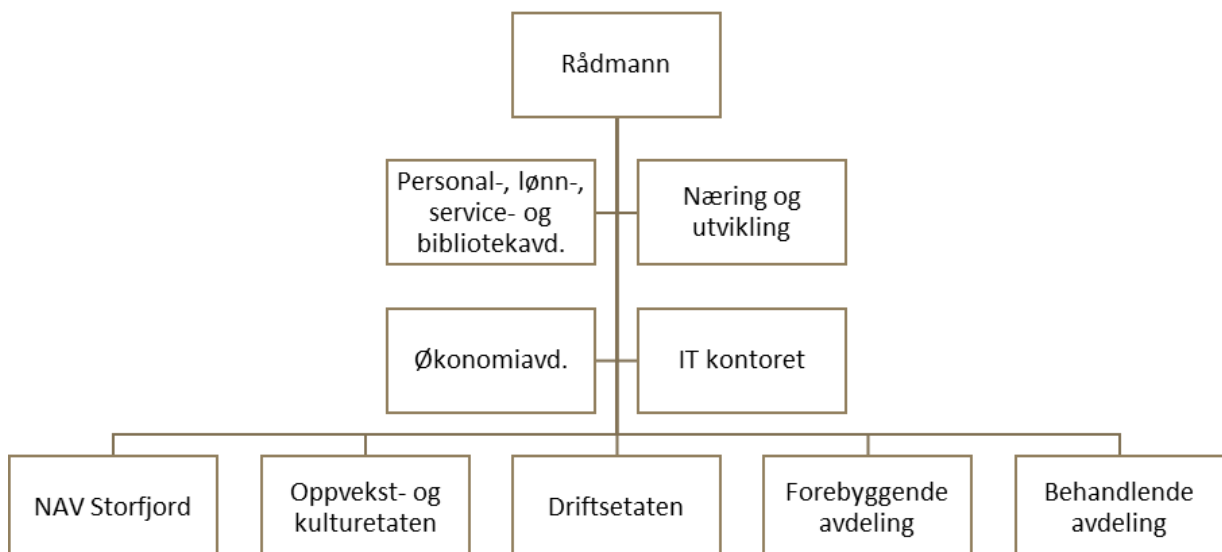 Rådmann
Personal-, lønn-,
service- og
bibliotekavd.
Næring og
utvikling
Økonomiavd.
IT kontoret
NAV Storfjord
Oppvekst- og
kulturetaten
Driftsetaten
Forebyggende
avdeling
Behandlende
avdeling